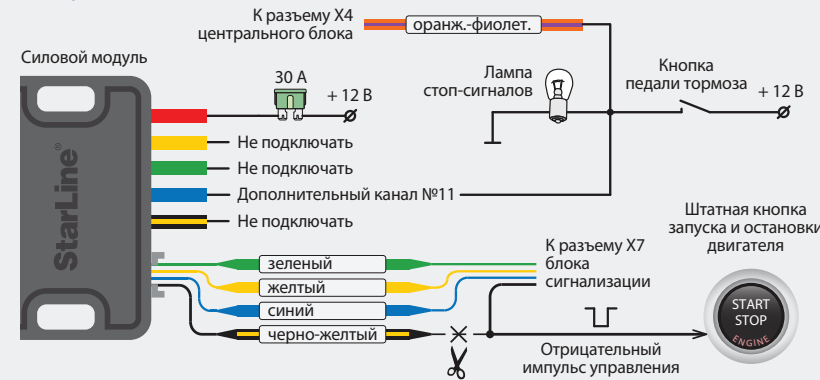 К разъему X4
центрального блока
оранж.-фиолет.
Силовой модуль
30 А
+ 12 В
Лампа
стоп-сигналов
Кнопка
педали тормоза
+ 12 В
Не подключать
Не подключать
Дополнительный канал №11
Не подключать
StarLine®
Штатная кнопка
запуска и остановки
двигателя
зеленый
желтый
синий
черно-желтый
К разъему X7
блока
сигнализации
Отрицательный
импульс управления
START
STOP
ENGINE